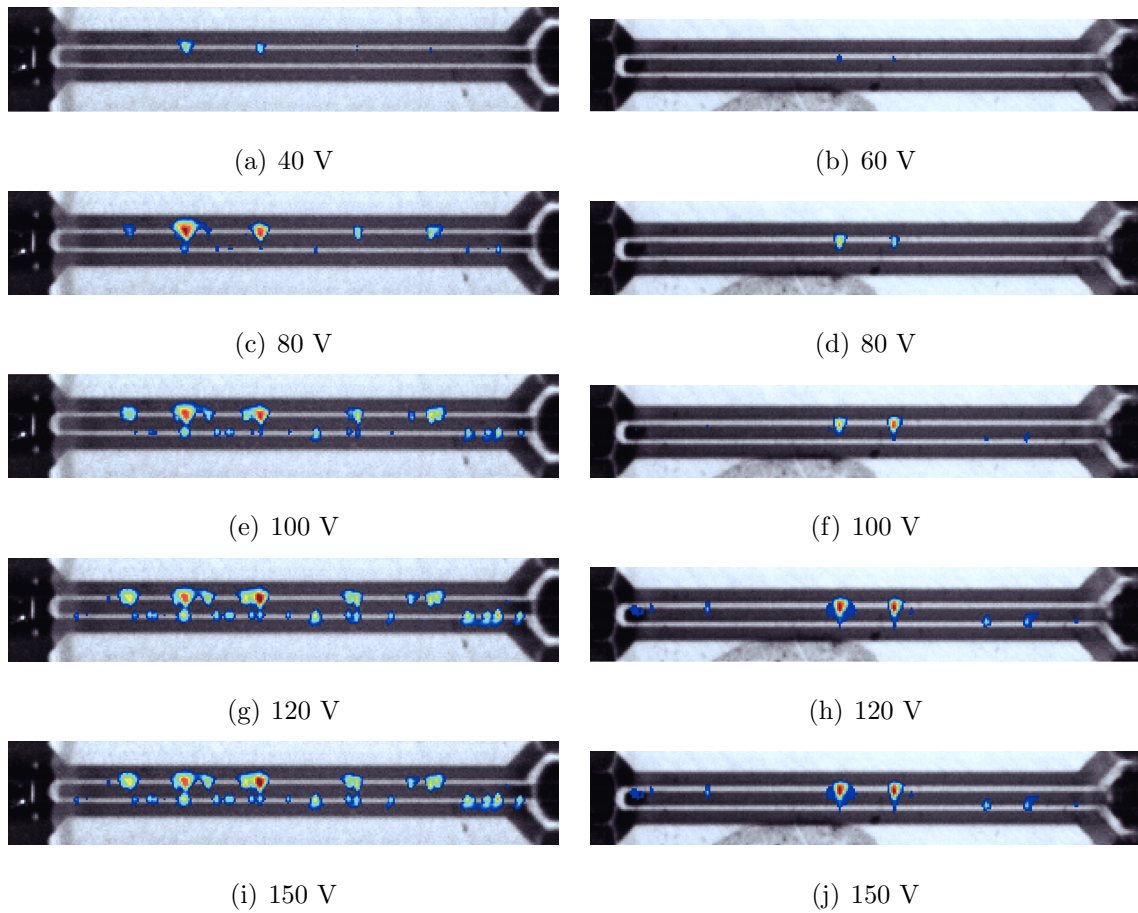 (a) 40 V
(b) 60 V
(c) 80 V
(d) 80 V
(e) 100 V
(f) 100 V
(g) 120 V
(h) 120 V
(i) 150 V
(j) 150 V